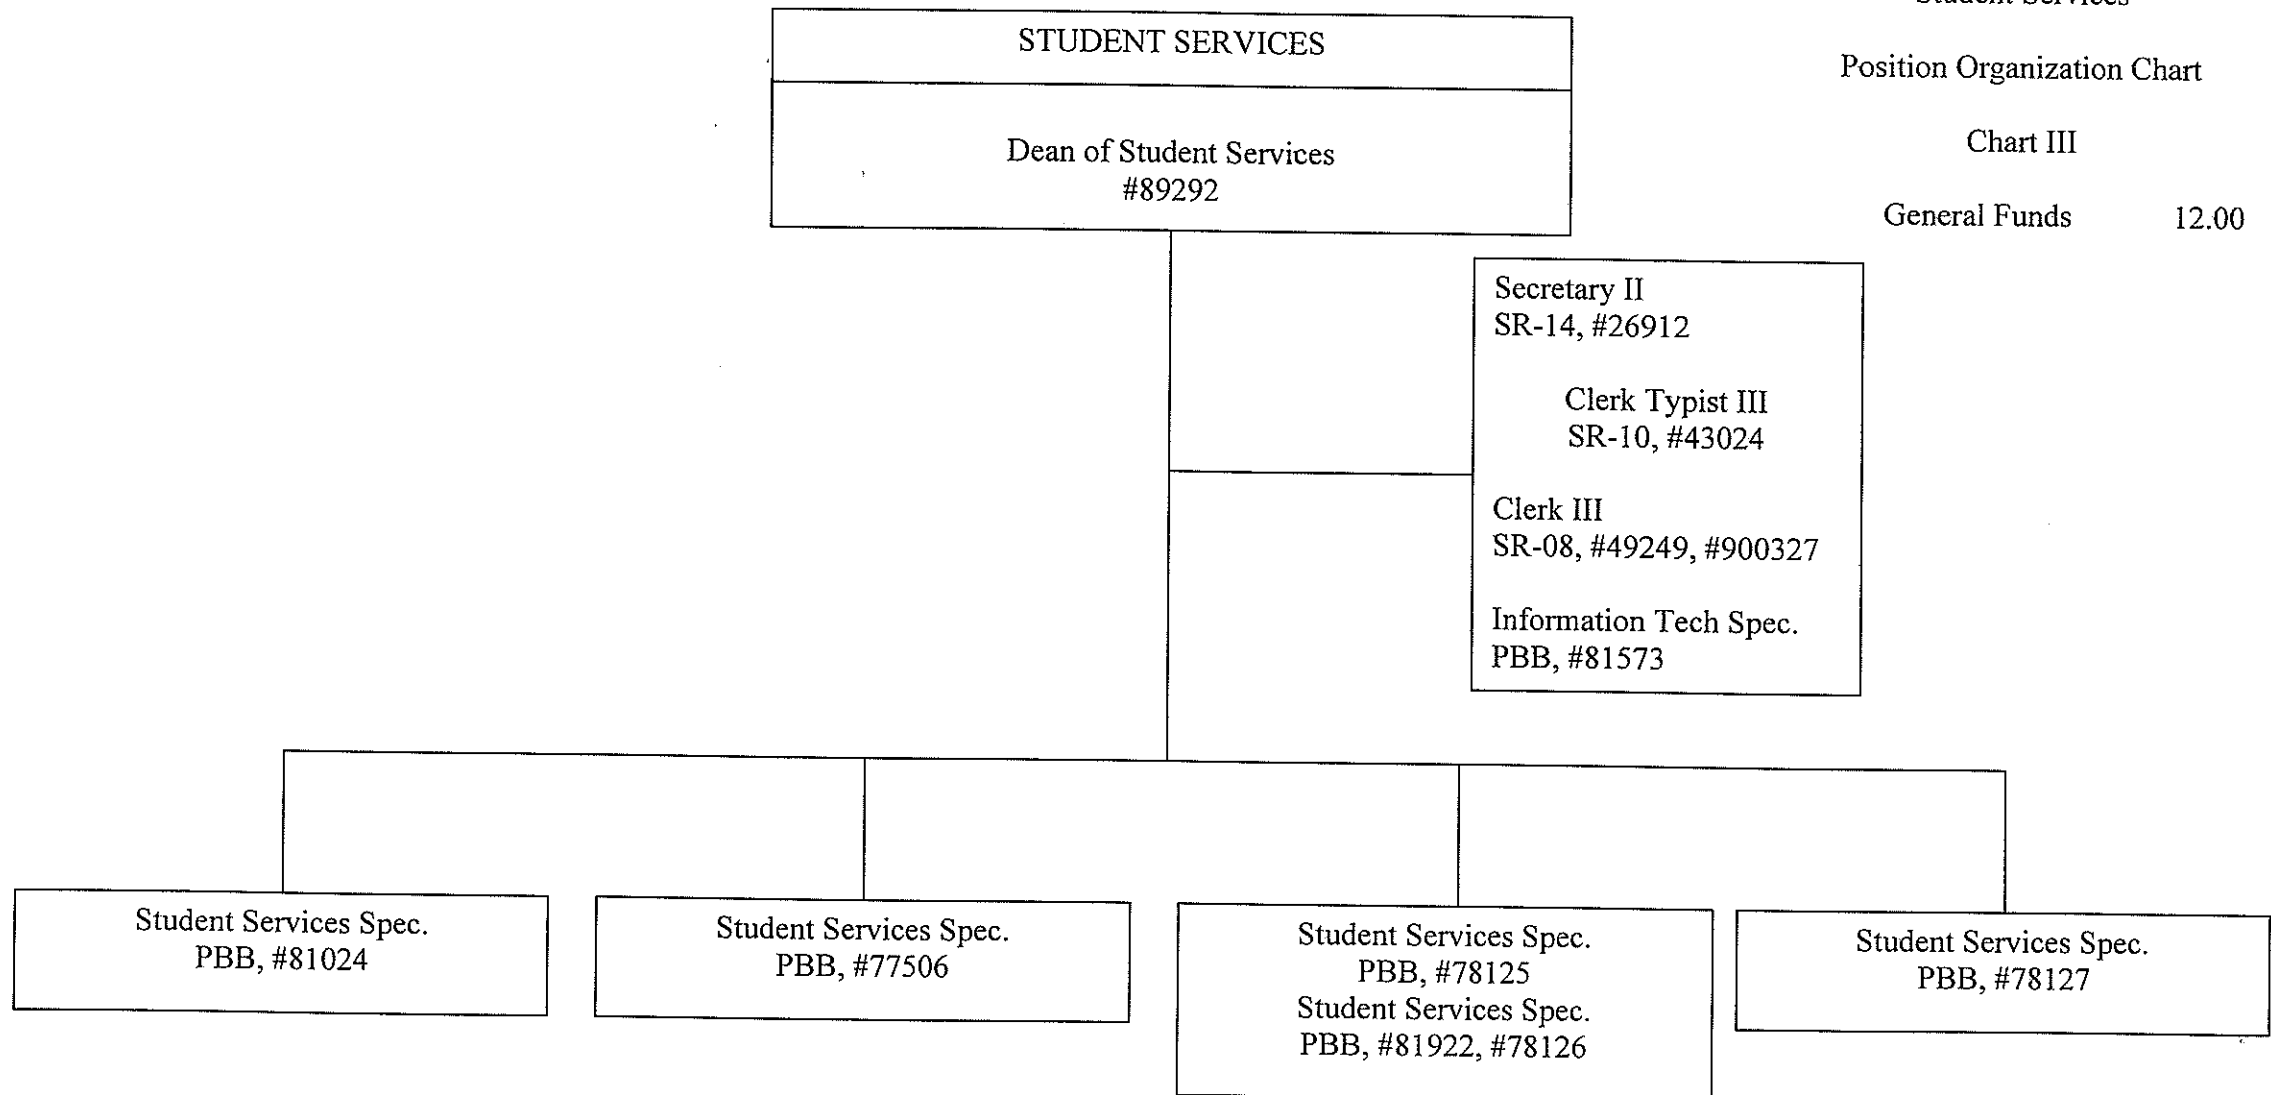 Student Services
Position Organization Chart
Chart III
General Funds 12.00
STUDENT SERVICES
Dean of Student Services
#89292
Secretary II
SR-14, #26912
Clerk Typist III
SR-10, #43024
Clerk III
SR-08, #49249, #900327
Information Tech Spec.
PBB, #81573
Student Services Spec.
PBB, #81024
Student Services Spec.
PBB, #77506
Student Services Spec.
PBB, #78125
Student Services Spec.
PBB, #81922, #78126
Student Services Spec.
PBB, #78127